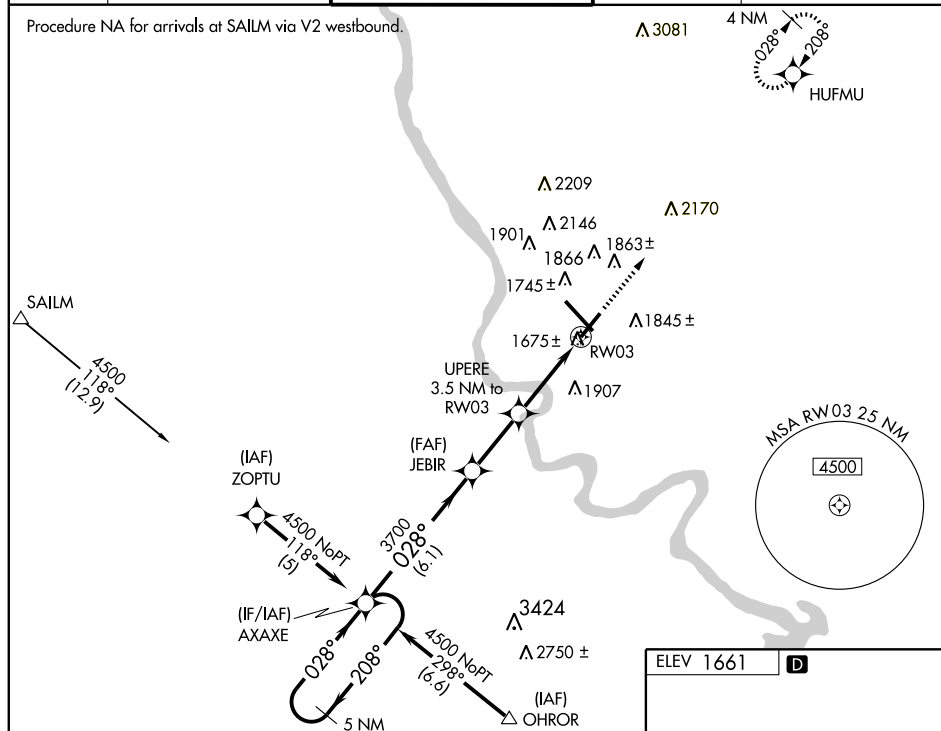 Procedure NA for arrivals at SAILM via V2 westbound.
3081
4 NM
028°
208°
HUFMU
2209
2170
2146
1901
1863 ±
1866
1745 ±
SAILM
1845 ±
1675 ±
RW03
4500
118°
(12.9)
UPERE
3.5 NM to
RW03
1907
MSA RW03 25 NM
4500
(FAF)
JEBIR
(IAF)
ZOPTU
4500 NoPT
118°
(5)
3700
028°
(6.1)
(IF/IAF)
AXAXE
3424
2750 ±
028°
208°
4500 NoPT
298°
(6.6)
ELEV 1661
D
(IAF)
OHROR
5 NM